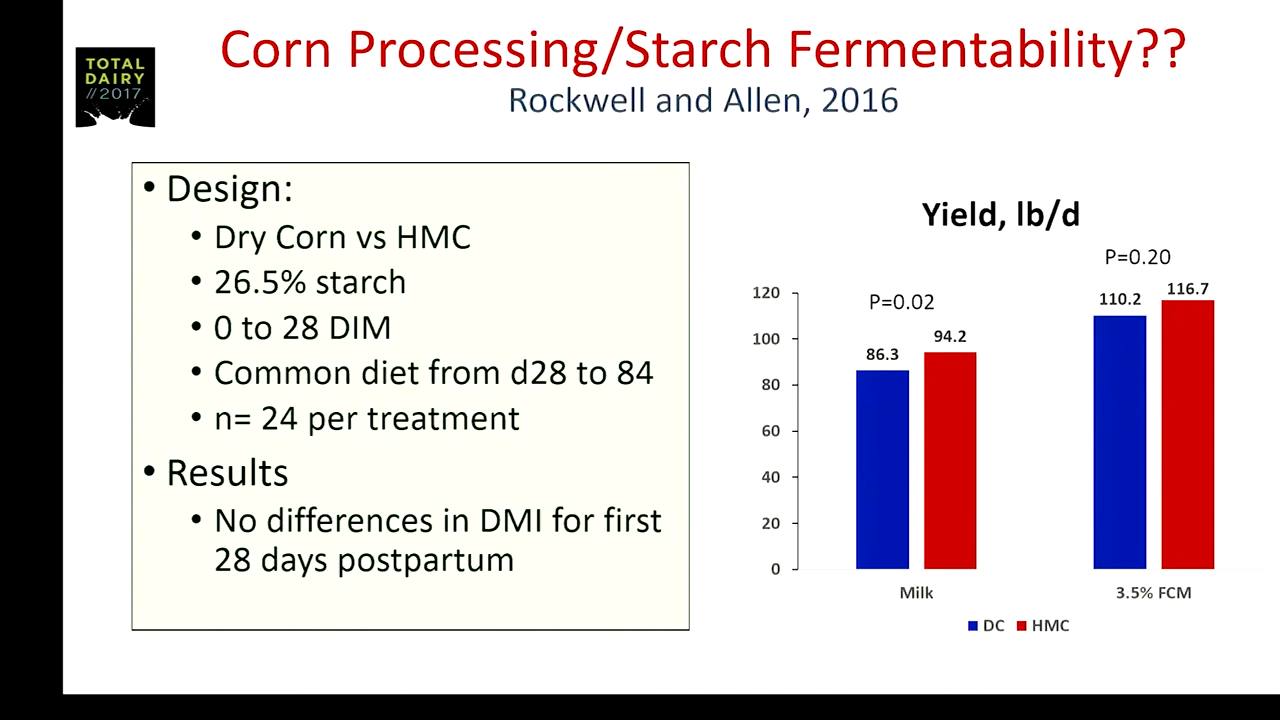 Corn Processing/Starch Fermentability??
TOTAL
DAIRY
//2017
Rockwell and Allen, 2016
• Design:
• Dry Corn vs HMC
• 26.5% starch
• 0 to 28 DIM
• Common diet from d28 to 84
• n= 24 per treatment
• Results
• No differences in DMI for first
28 days postpartum
Yield, lb/d
P=0.20
P=0.02
120
100
80
60
40
20
0
86.3
94.2
110.2
116.7
Milk
3.5% FCM
DC
HMC